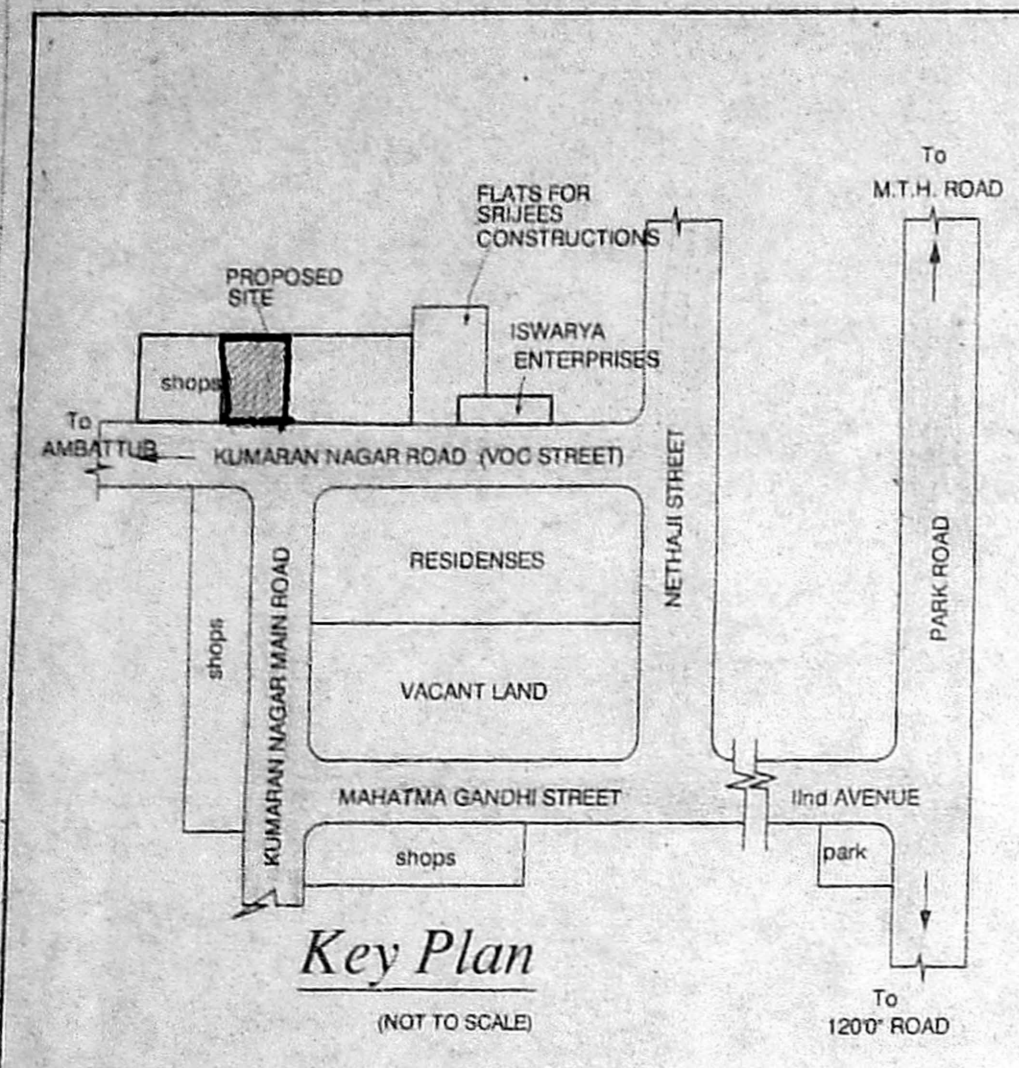 To
M.T.H. ROAD
FLATS FOR
SRIJEES
CONSTRUCTIONS
PROPOSED
SITE
ISWARYA
ENTERPRISES
shops
To
AMBATTUR
KUMARAN NAGAR ROAD (VOC STREET)
NETHAJI STREET
PARK ROAD
RESIDENSES
KUMARAN NAGAR MAIN ROAD
shops
VACANT LAND
MAHATMA GANDHI STREET
IInd AVENUE
shops
park
Key Plan
(NOT TO SCALE)
To
120'0" ROAD